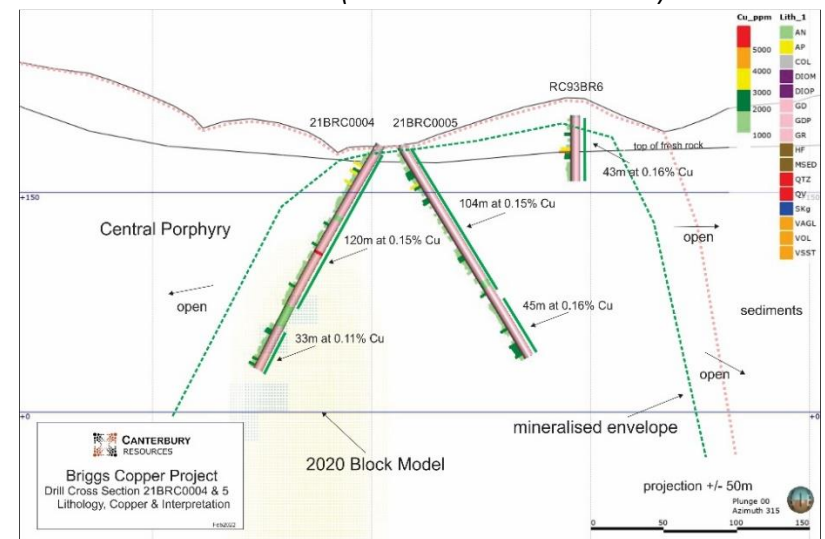 Cu_ppm
5000
4000
3000
2000
1000
Lith_1
AN
AP
COL
DIOM
DIOP
GD
GDP
GR
HF
MSED
QTZ
QV
SKg
VAGL
VOL
VSST
RC93BR6
21BRC0004
21BRC0005
top of fresh rock
43m at 0.16% Cu
+150
150
104m at 0.15% Cu
Central Porphyry
120m at 0.15% Cu
open
open
sediments
45m at 0.16% Cu
33m at 0.11% Cu
open
+0
+0
mineralised envelope
CANTERBURY
RESOURCES
2020 Block Model
Briggs Copper Project
Drill Cross Section 21BRC0004 & 5
Lithology, Copper & Interpretation
Feb2022
projection +/- 50m
Plunge 00
Azimuth 315
0
50
100
150